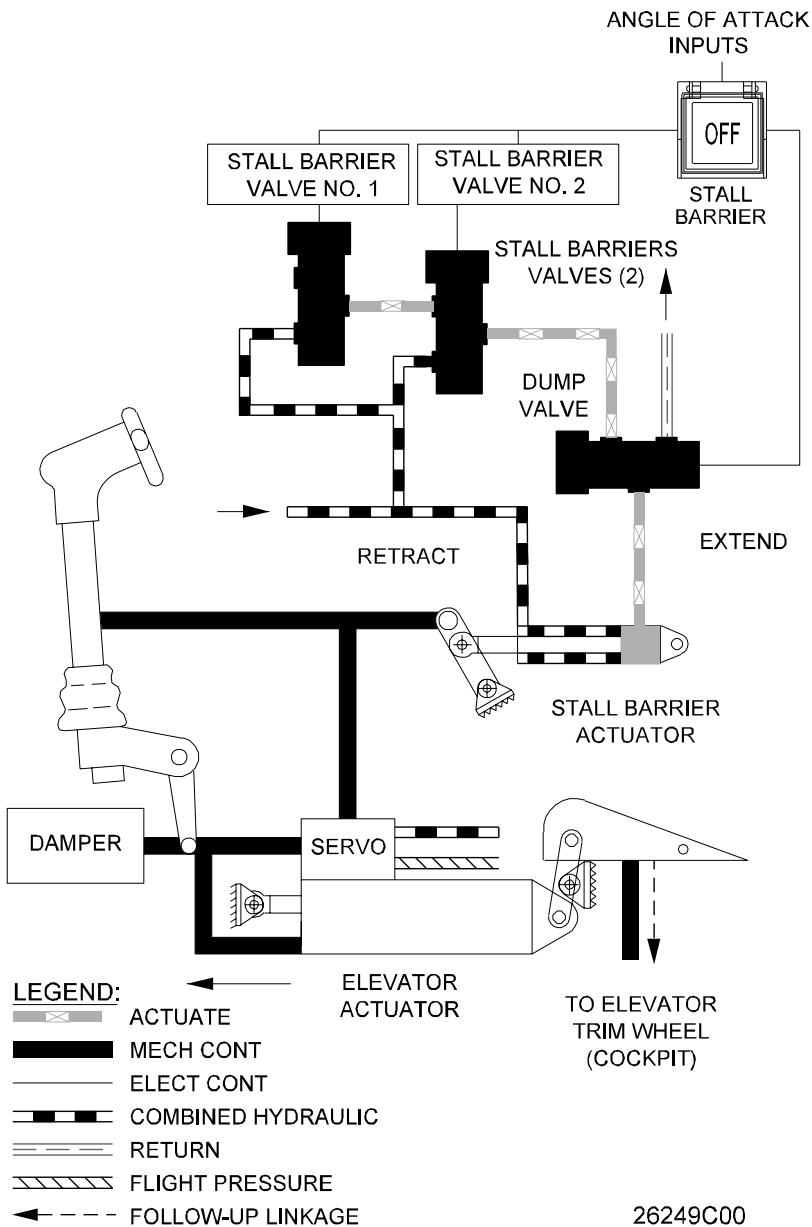 ANGLE OF ATTACK
INPUTS
OFF
STALL
BARRIER
STALL BARRIER
VALVE NO. 1
STALL BARRIER
VALVE NO. 2
STALL BARRIERS
VALVES (2)
DUMP
VALVE
RETRACT
EXTEND
STALL BARRIER
ACTUATOR
DAMPER
SERVO
ELEVATOR
ACTUATOR
TO ELEVATOR
TRIM WHEEL
(COCKPIT)
LEGEND:
ACTUATE
MECH CONT
ELECT CONT
COMBINED HYDRAULIC
RETURN
FLIGHT PRESSURE
FOLLOW-UP LINKAGE
26249C00